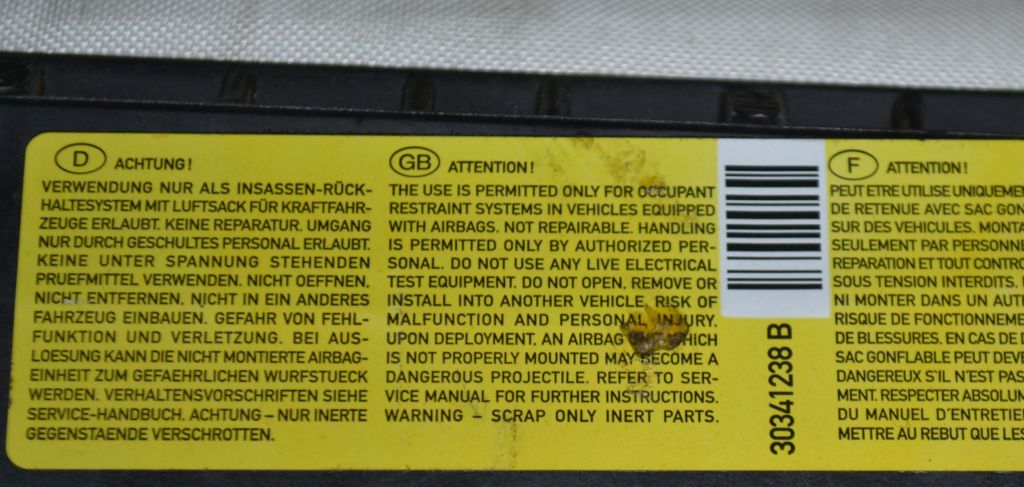 D ACHTUNG!
VERWENDUNG NUR ALS INSASSEN-RÜCK-
HALTESYSTEM MIT LUFTSACK FÜR KRAFTFAHR-
ZEUGE ERLAUBT. KEINE REPARATUR. UMGANG
NUR DURCH GESCHULTES PERSONAL ERLAUBT.
KEINE UNTER SPANNUNG STEHENDEN
PRUEFMITTEL VERWENDEN. NICHT OEFFNEN,
NICHT ENTFERNEN, NICHT IN EIN ANDERES
FAHRZEUG EINBAUEN. GEFAHR VON FEHL-
FUNKTION UND VERLETZUNG. BEI AUS-
LOESUNG KANN DIE NICHT MONTIERTE AIRBAG-
EINHEIT ZUM GEFAEHRLICHEN WURFSTUECK
WERDEN. VERHALTENSVORSCHRIFTEN SIEHE
SERVICE-HANDBUCH. ACHTUNG – NUR INERTE
GEGENSTAENDE VERSCHROTTEN.
GB ATTENTION!
THE USE IS PERMITTED ONLY FOR OCCUPANT
RESTRAINT SYSTEMS IN VEHICLES EQUIPPED
WITH AIRBAGS. NOT REPAIRABLE. HANDLING
IS PERMITTED ONLY BY AUTHORIZED PER-
SONAL. DO NOT USE ANY LIVE ELECTRICAL
TEST EQUIPMENT. DO NOT OPEN, REMOVE OR
INSTALL INTO ANOTHER VEHICLE. RISK OF
MALFUNCTION AND PERSONAL INJURY.
UPON DEPLOYMENT, AN AIRBAG WHICH
IS NOT PROPERLY MOUNTED MAY BECOME A
DANGEROUS PROJECTILE. REFER TO SER-
VICE MANUAL FOR FURTHER INSTRUCTIONS.
WARNING – SCRAP ONLY INERT PARTS.
30341238 B
F ATTENTION!
PEUT ETRE UTILISE UNIQUEME
DE RETENUE AVEC SAC GON
SUR DES VEHICULES. MONTA
SEULEMENT PAR PERSONNE
REPARATION ET TOUT CONTRO
SOUS TENSION INTERDITS.
NI MONTER DANS UN AUT
RISQUE DE FONCTIONNEME
DE BLESSURES. EN CAS DE D
SAC GONFLABLE PEUT DEVE
DANGEREUX S'IL N'EST PAS
MENT. RESPECTER ABSOLUM
DU MANUEL D'ENTRETIE
METTRE AU REBUT QUE LES